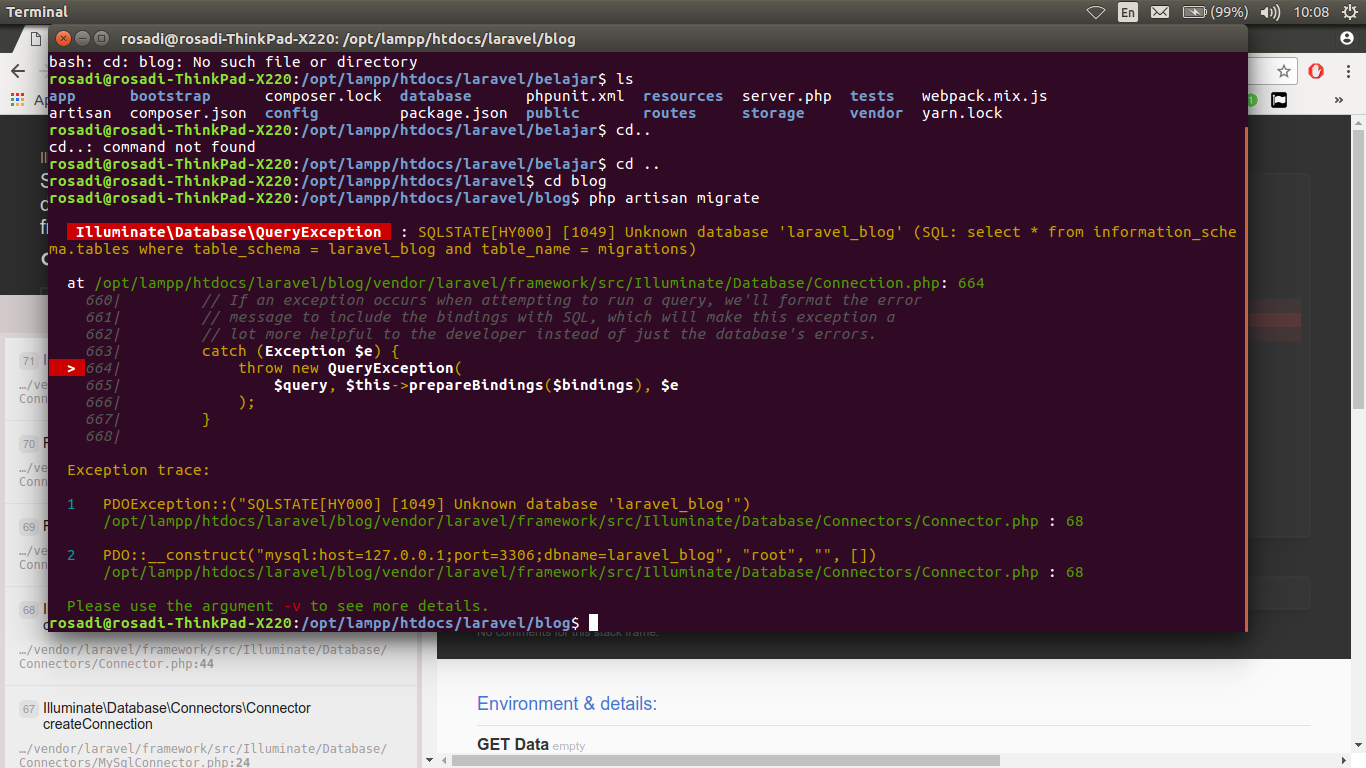 Terminal
En
(99%)
10:08
rosadi@rosadi-ThinkPad-X220: /opt/lampp/htdocs/laravel/blog
bash: cd: blog: No such file or directory
rosadi@rosadi-ThinkPad-X220:/opt/lampp/htdocs/laravel/belajar$ ls
app bootstrap composer.lock database phpunit.xml resources server.php tests webpack.mix.js
artisan composer.json config package.json public routes storage vendor yarn.lock
rosadi@rosadi-ThinkPad-X220:/opt/lampp/htdocs/laravel/belajar$ cd..
cd..: command not found
rosadi@rosadi-ThinkPad-X220:/opt/lampp/htdocs/laravel/belajar$ cd ..
rosadi@rosadi-ThinkPad-X220:/opt/lampp/htdocs/laravel$ cd blog
rosadi@rosadi-ThinkPad-X220:/opt/lampp/htdocs/laravel/blog$ php artisan migrate
Illuminate\Database\QueryException : SQLSTATE[HY000] [1049] Unknown database 'laravel_blog' (SQL: select * from information_sche
ma.tables where table_schema = laravel_blog and table_name = migrations)
at /opt/lampp/htdocs/laravel/blog/vendor/laravel/framework/src/Illuminate/Database/Connection.php: 664
660| // If an exception occurs when attempting to run a query, we'll format the error
661| // message to include the bindings with SQL, which will make this exception a
662| // lot more helpful to the developer instead of just the database's errors.
663| catch (Exception $e) {
> 664| throw new QueryException(
665| $query, $this->prepareBindings($bindings), $e
666| );
667| }
668|
Exception trace:
1 PDOException::("SQLSTATE[HY000] [1049] Unknown database 'laravel_blog'")
/opt/lampp/htdocs/laravel/blog/vendor/laravel/framework/src/Illuminate/Database/Connectors/Connector.php : 68
2 PDO::__construct("mysql:host=127.0.0.1;port=3306;dbname=laravel_blog", "root", "", [])
/opt/lampp/htdocs/laravel/blog/vendor/laravel/framework/src/Illuminate/Database/Connectors/Connector.php : 68
Please use the argument -v to see more details.
rosadi@rosadi-ThinkPad-X220:/opt/lampp/htdocs/laravel/blog$
71
70
69
68
…/vendor/laravel/framework/src/Illuminate/Database/
Connectors/Connector.php:44
67 Illuminate\Database\Connectors\Connector
createConnection
…/vendor/laravel/framework/src/Illuminate/Database/
Connectors/MySqlConnector.php:24
No comments for this stack frame.
Environment & details:
GET Data empty